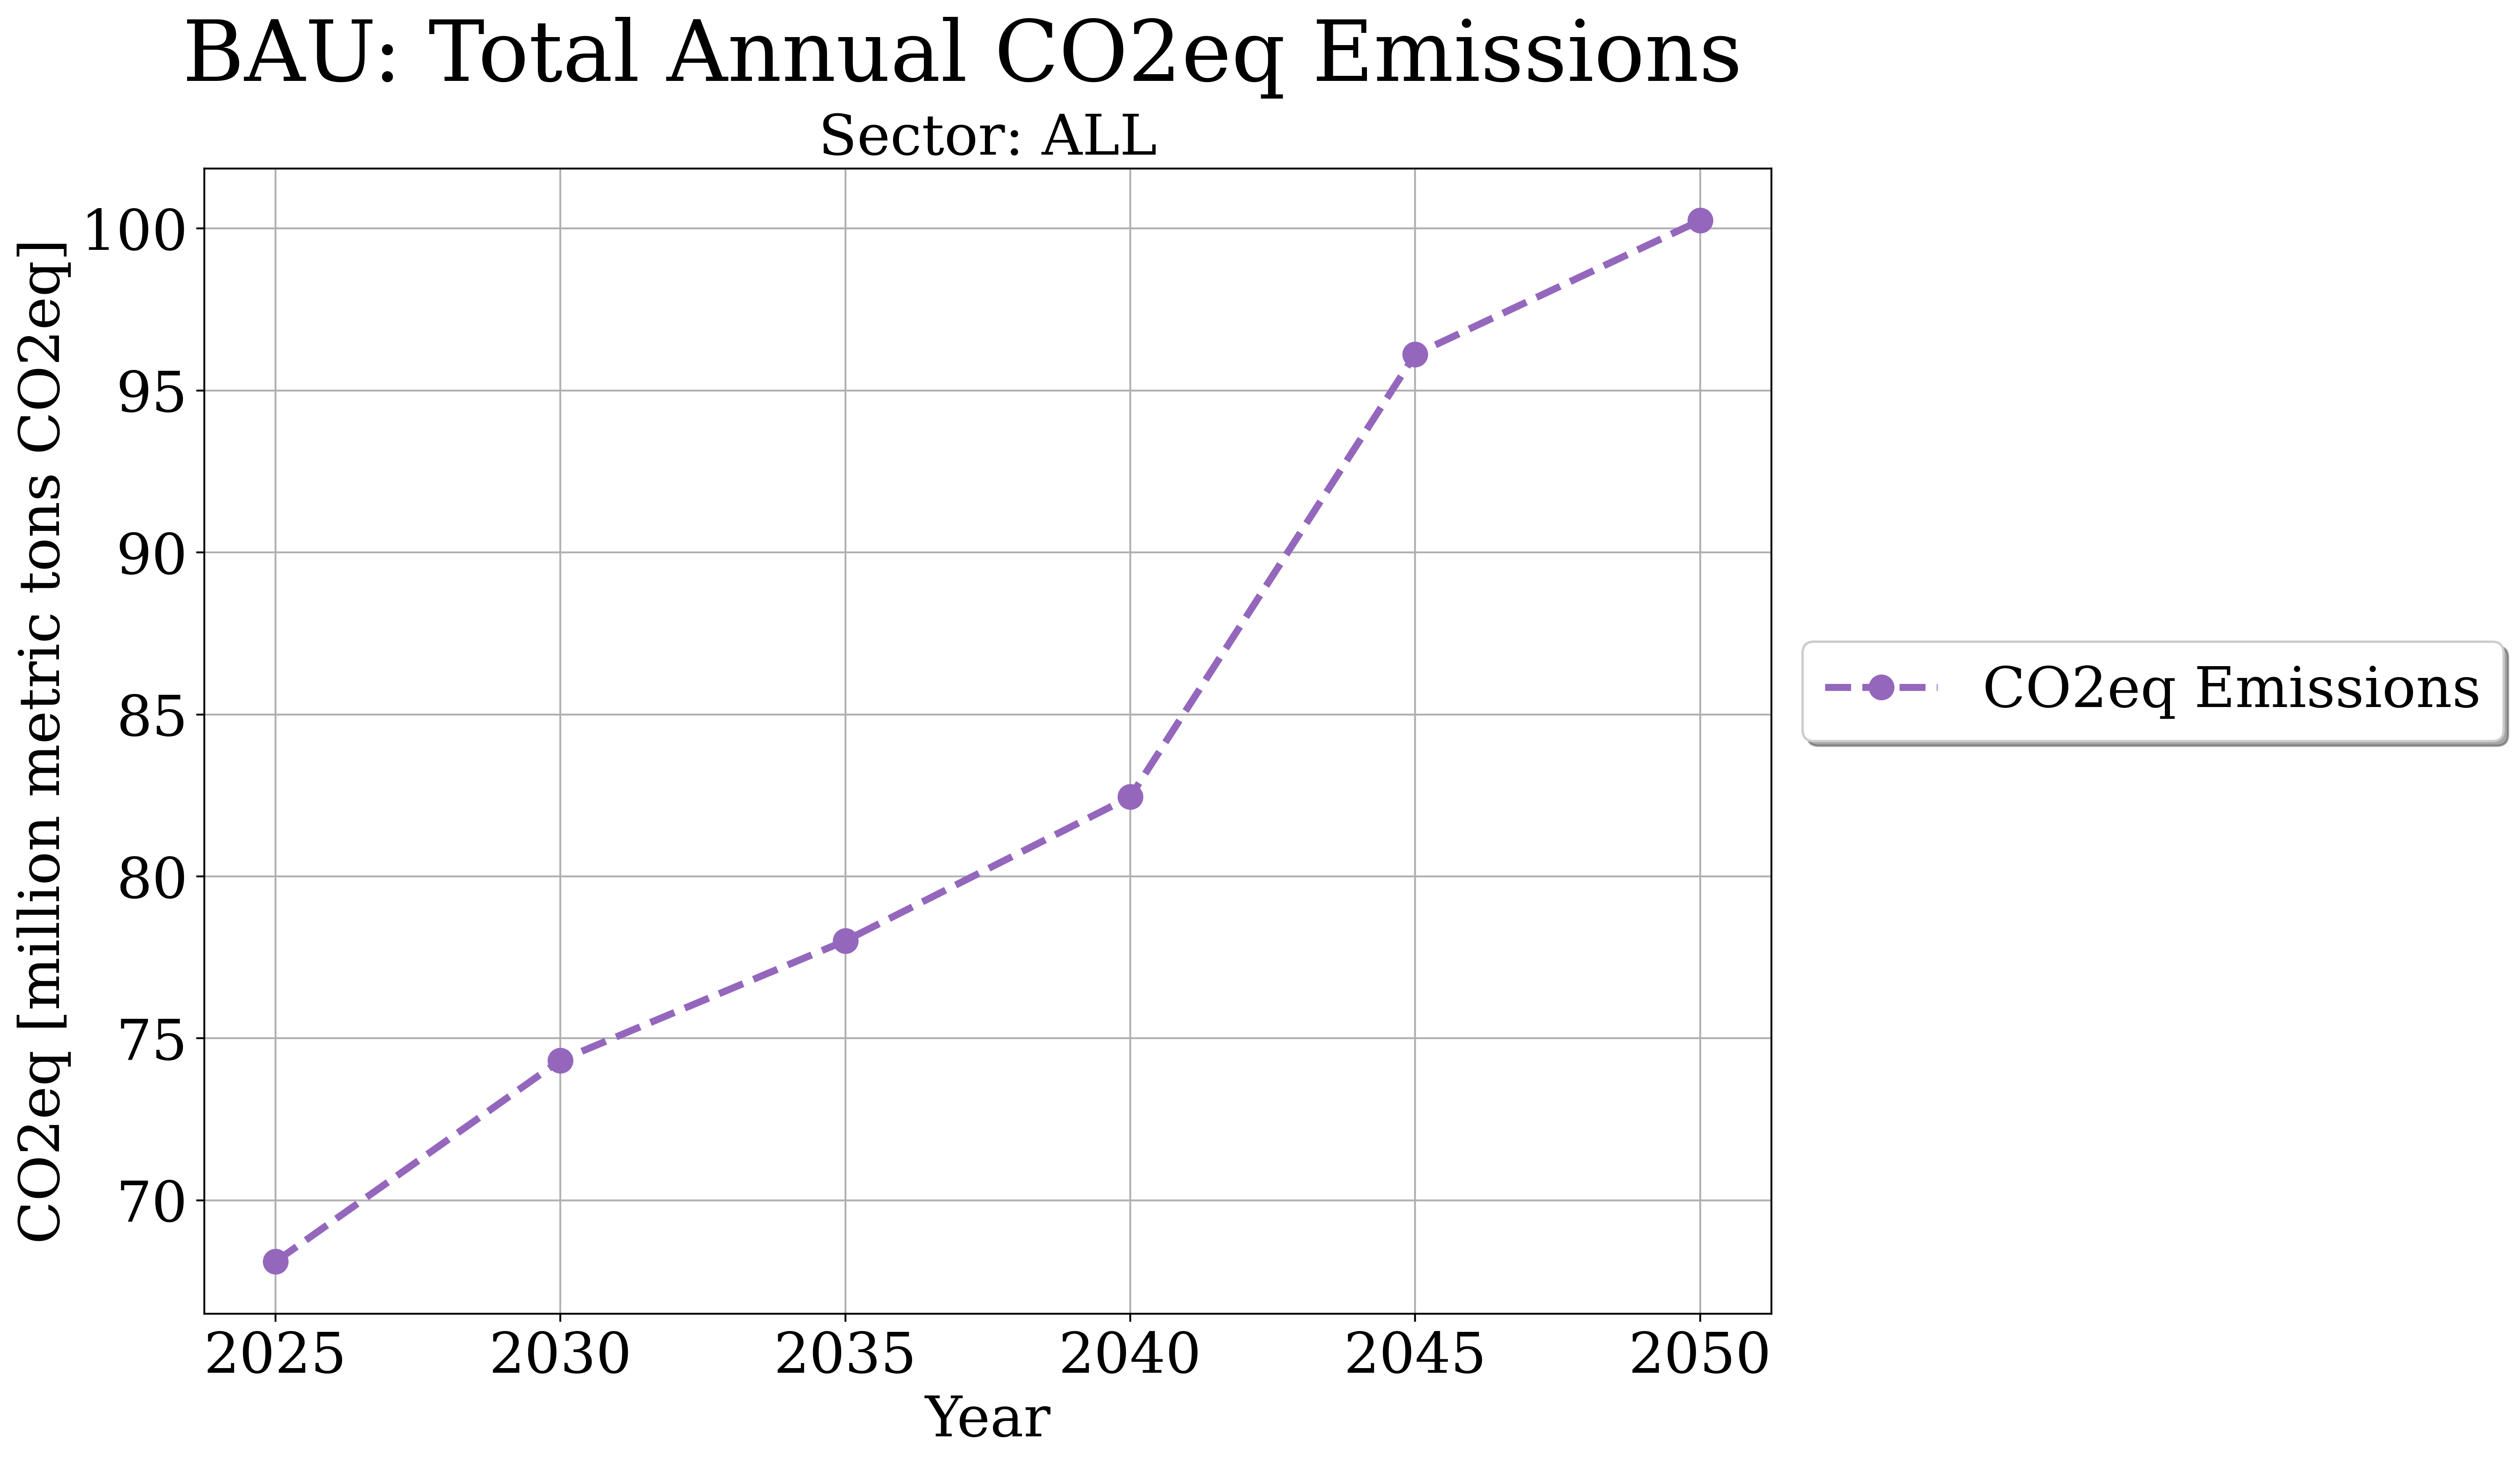 BAU: Total Annual CO2eq Emissions
Sector: ALL
CO2eq [million metric tons CO2eq]
100
95
90
85
80
75
70
2025 2030 2035 2040 2045 2050
Year
CO2eq Emissions